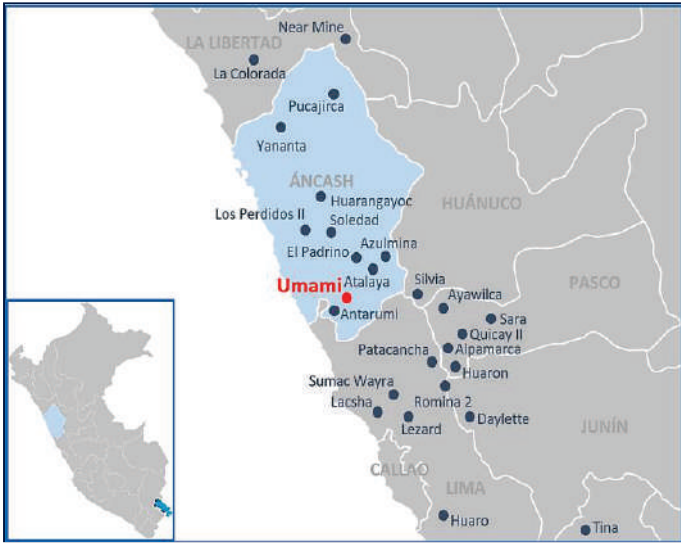 Near Mine
LA LIBERTAD
La Colorada
Pucajirca
Yananta
ÁNCASH
Huarangayoc
HUÁNUCO
Los Perdidos II
Soledad
El Padrino
Azulmina
Atalaya
Umami
Silvia
PASCO
Ayawilca
Antarumi
Sara
Quicay II
Patacancha
Alpamarca
Huaron
Sumac Wayra
Romina 2
Lacsha
Lezard
Daylette
JUNÍN
CALLAO
LIMA
Huaro
Tina